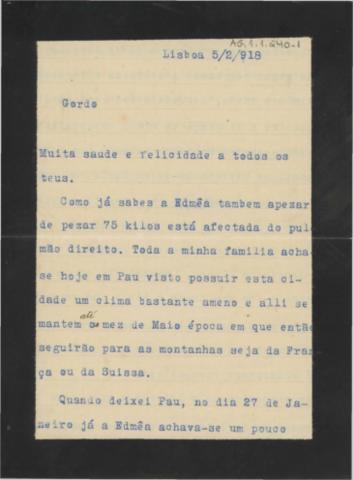 AG.1.1.240-1
Lisboa 5/2/918
Gordo
Muita saude e felicidade a todos os
teus.
Como já sabes a Edmêa tambem apezar
de pezar 75 kilos está afectada do pul
mão direito. Toda a minha familia acha-
se hoje em Pau visto possuir esta ci-
dade um clima bastante ameno e alli se
mantem até o mez de Maio época em que então
seguirão para as montanhas seja da Fran
ça ou da Suissa.
Quando deixei Pau, no dia 27 de Ja-
neiro já a Edmêa achava-se um pouco